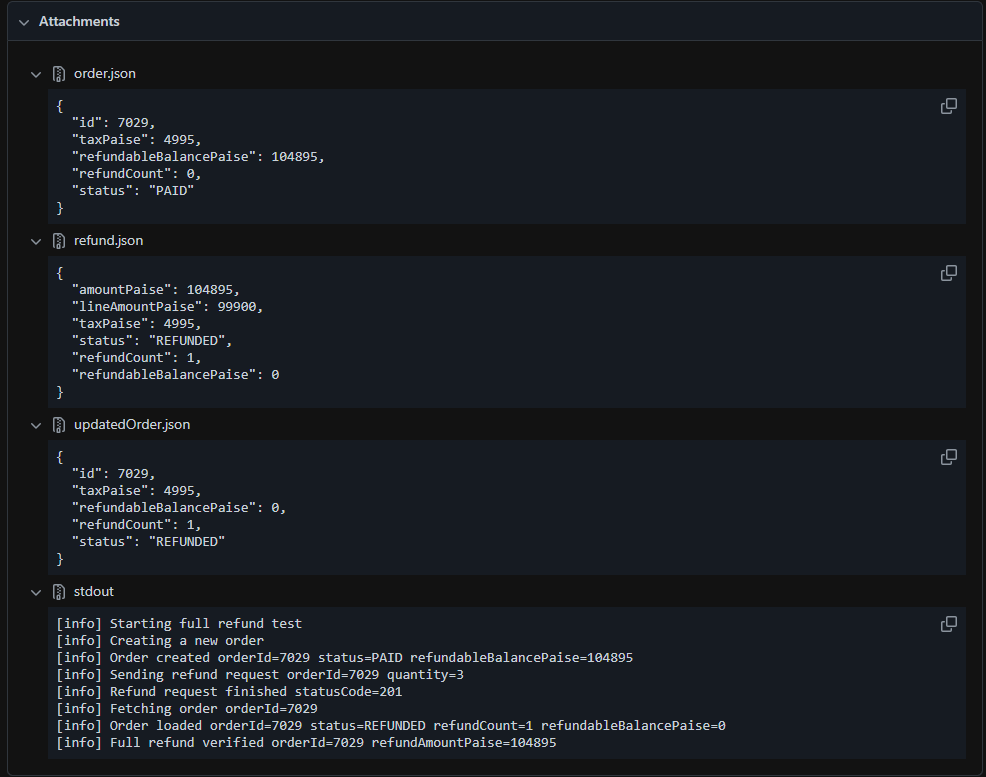 Attachments
order.json
{
  "id": 7029,
  "taxPaise": 4995,
  "refundableBalancePaise": 104895,
  "refundCount": 0,
  "status": "PAID"
}
refund.json
{
  "amountPaise": 104895,
  "lineAmountPaise": 99900,
  "taxPaise": 4995,
  "status": "REFUNDED",
  "refundCount": 1,
  "refundableBalancePaise": 0
}
updatedOrder.json
{
  "id": 7029,
  "taxPaise": 4995,
  "refundableBalancePaise": 0,
  "refundCount": 1,
  "status": "REFUNDED"
}
stdout
[info] Starting full refund test
[info] Creating a new order
[info] Order created orderId=7029 status=PAID refundableBalancePaise=104895
[info] Sending refund request orderId=7029 quantity=3
[info] Refund request finished statusCode=201
[info] Fetching order orderId=7029
[info] Order loaded orderId=7029 status=REFUNDED refundCount=1 refundableBalancePaise=0
[info] Full refund verified orderId=7029 refundAmountPaise=104895